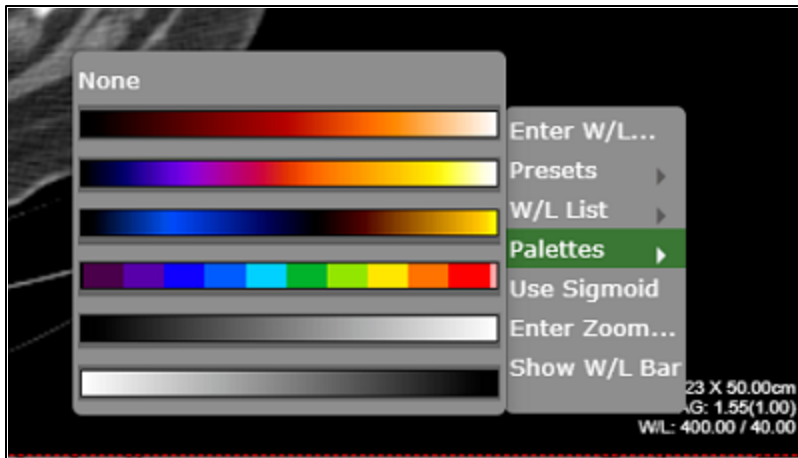 None
Enter W/L...
Presets
W/L List
Palettes
Use Sigmoid
Enter Zoom...
Show W/L Bar
23 X 50.00cm
G: 1.55(1.00)
W/L: 400.00 / 40.00